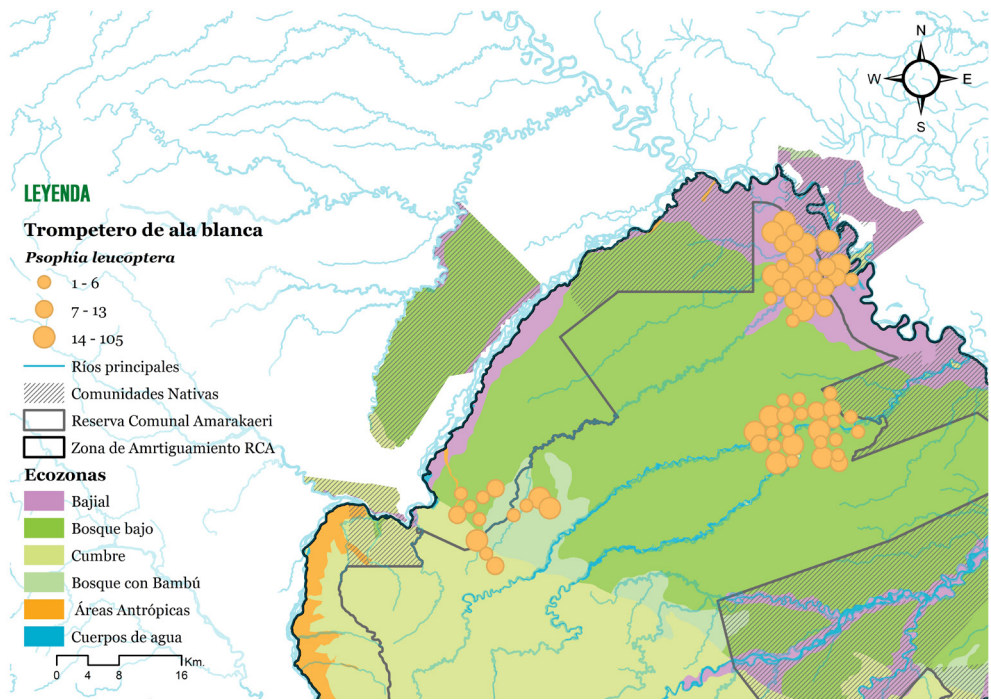 N
W E
S
LEYENDA
Trompetero de ala blanca
Psophia leucoptera
1 - 6
7 - 13
14 - 105
Ríos principales
Comunidades Nativas
Reserva Comunal Amarakaeri
Zona de Amrtiguamiento RCA
Ecozonas
Bajial
Bosque bajo
Cumbre
Bosque con Bambú
Áreas Antrópicas
Cuerpos de agua
Km.
0 4 8 16